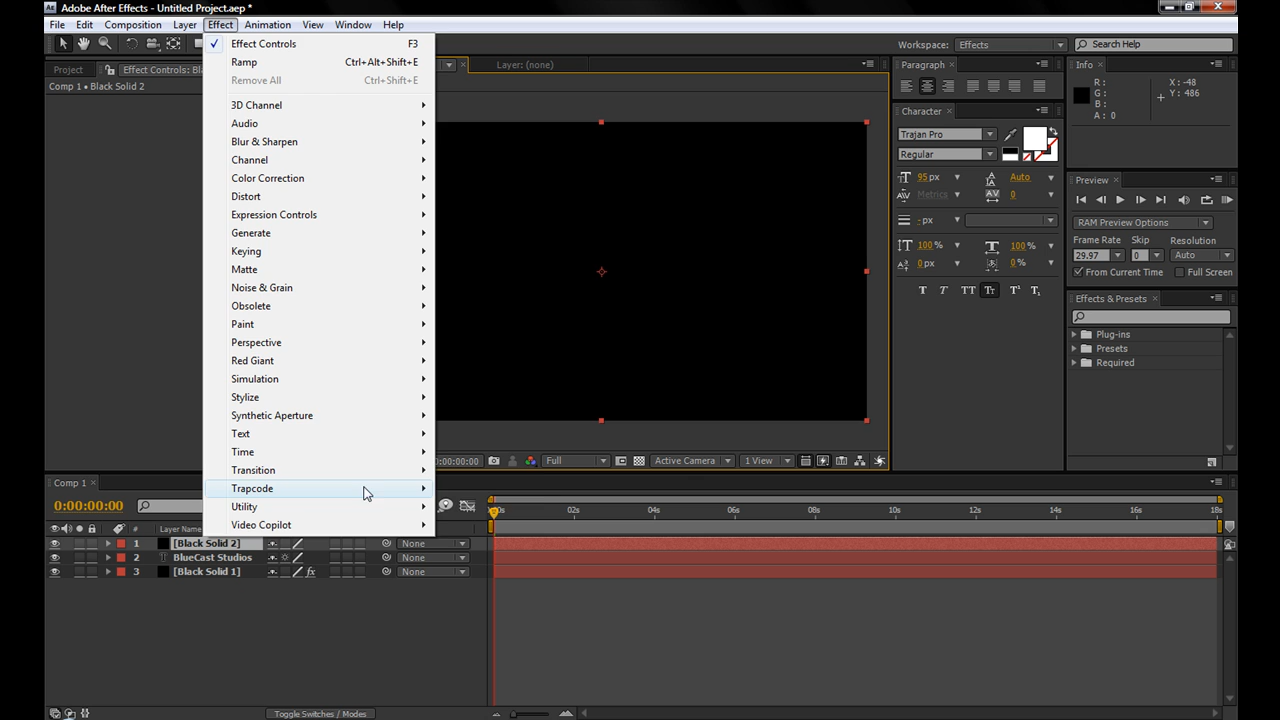 Adobe After Effects - Untitled Project.aep *
File Edit Composition Layer Effect Animation View Window Help
Workspace: Effects Search Help
Project Effect Controls: Bl Layer: (none)
Comp 1 • Black Solid 2
Effect Controls F3
Ramp Ctrl+Alt+Shift+E
Remove All Ctrl+Shift+E
3D Channel
Audio
Blur & Sharpen
Channel
Color Correction
Distort
Expression Controls
Generate
Keying
Matte
Noise & Grain
Obsolete
Paint
Perspective
Red Giant
Simulation
Stylize
Synthetic Aperture
Text
Time
Transition
Trapcode
Utility
Video Copilot
Paragraph
Character
Trajan Pro
Regular
95 px Auto
Metrics 0
- px
100 % 100 %
0 px 0 %
T T TT Tт T¹ T₁
Info
R :
G :
B :
A : 0
X : -48
Y : 486
Preview
RAM Preview Options
Frame Rate Skip Resolution
29.97 0 Auto
From Current Time Full Screen
Effects & Presets
Plug-ins
Presets
Required
0:00:00:00 Full Active Camera 1 View
Comp 1
0:00:00:00
02s 04s 06s 08s 10s 12s 14s 16s 18s
Layer Name
1 [Black Solid 2] None
2 T BlueCast Studios None
3 [Black Solid 1] fx None
Toggle Switches / Modes